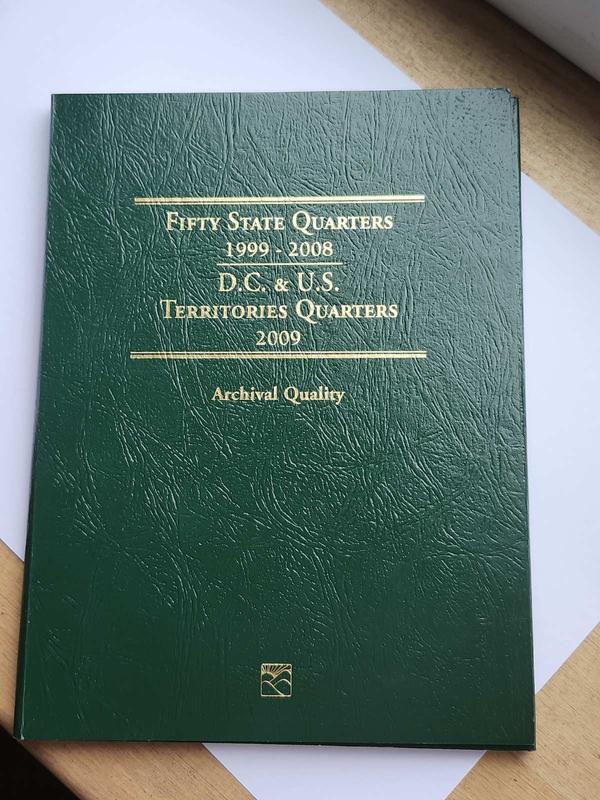 Fifty State Quarters
1999 - 2008
D.C. & U.S.
Territories Quarters
2009
Archival Quality